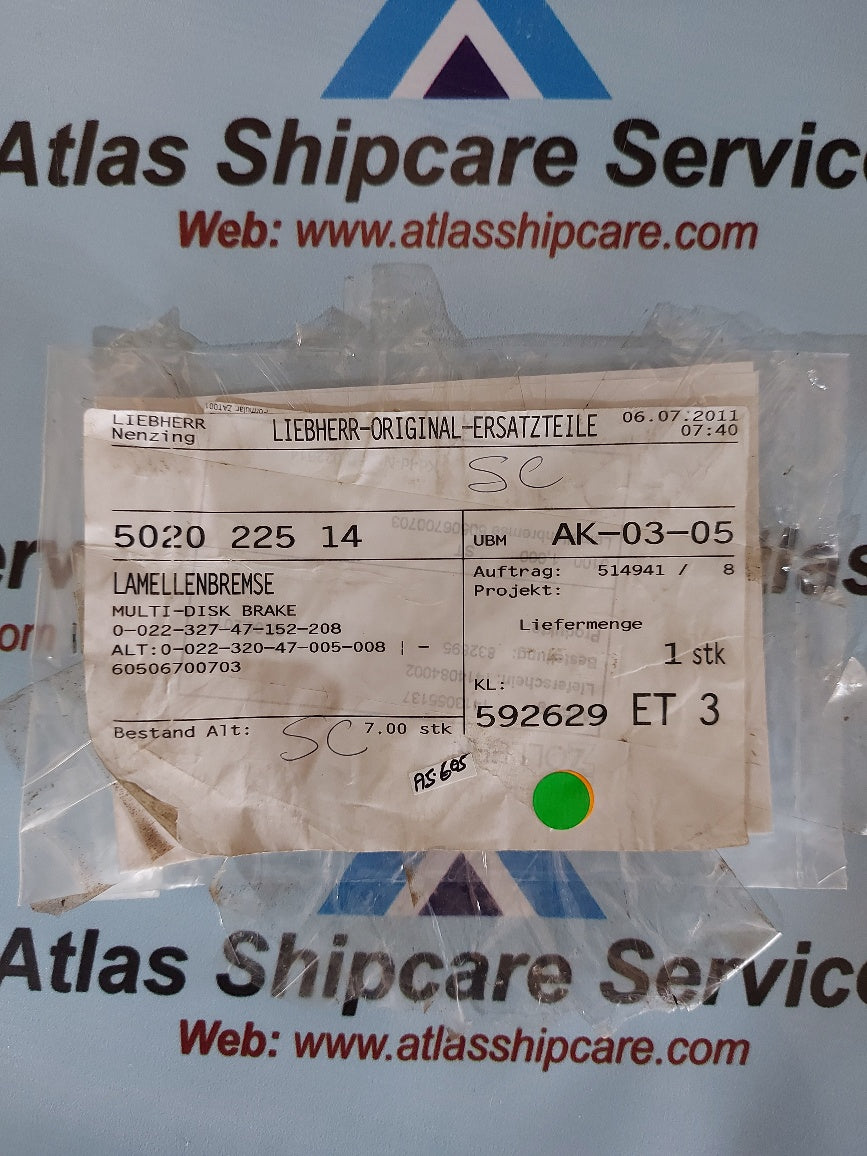 Atlas Shipcare Servic
Web: www.atlasshipcare.com
LIEBHERR
Nenzing
LIEBHERR-ORIGINAL-ERSATZTEILE
06.07.2011
07:40
SC
5020 225 14
UBM AK-03-05
LAMELLENBREMSE
MULTI-DISK BRAKE
0-022-327-47-152-208
ALT:0-022-320-47-005-008 | -
60506700703
Auftrag: 514941 / 8
Projekt:
Liefermenge
1 stk
KL:
592629 ET 3
Bestand Alt: 7.00 stk
SC
AS605
Atlas Shipcare Servic
Web: www.atlasshipcare.com